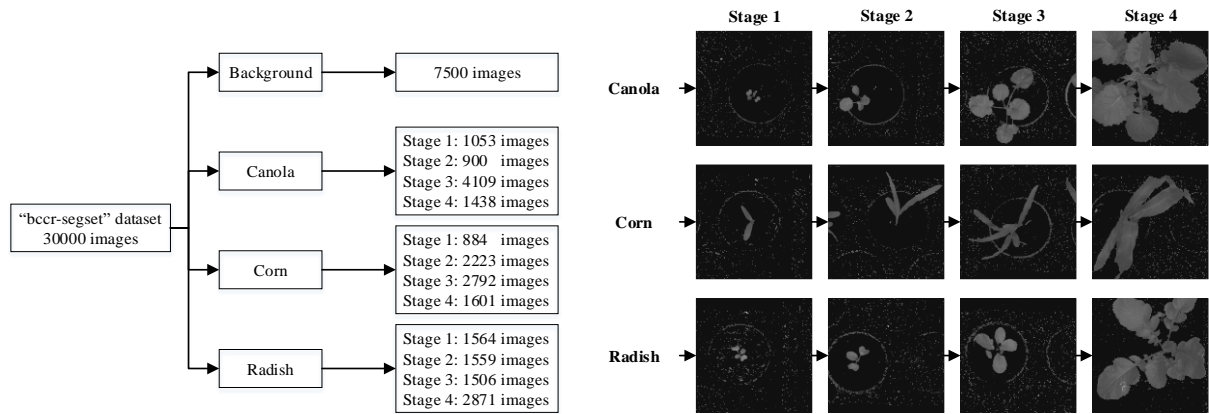 “bccr-segset” dataset
30000 images
Background
7500 images
Canola
Stage 1: 1053 images
Stage 2: 900 images
Stage 3: 4109 images
Stage 4: 1438 images
Corn
Stage 1: 884 images
Stage 2: 2223 images
Stage 3: 2792 images
Stage 4: 1601 images
Radish
Stage 1: 1564 images
Stage 2: 1559 images
Stage 3: 1506 images
Stage 4: 2871 images
Stage 1 Stage 2 Stage 3 Stage 4
Canola
Corn
Radish